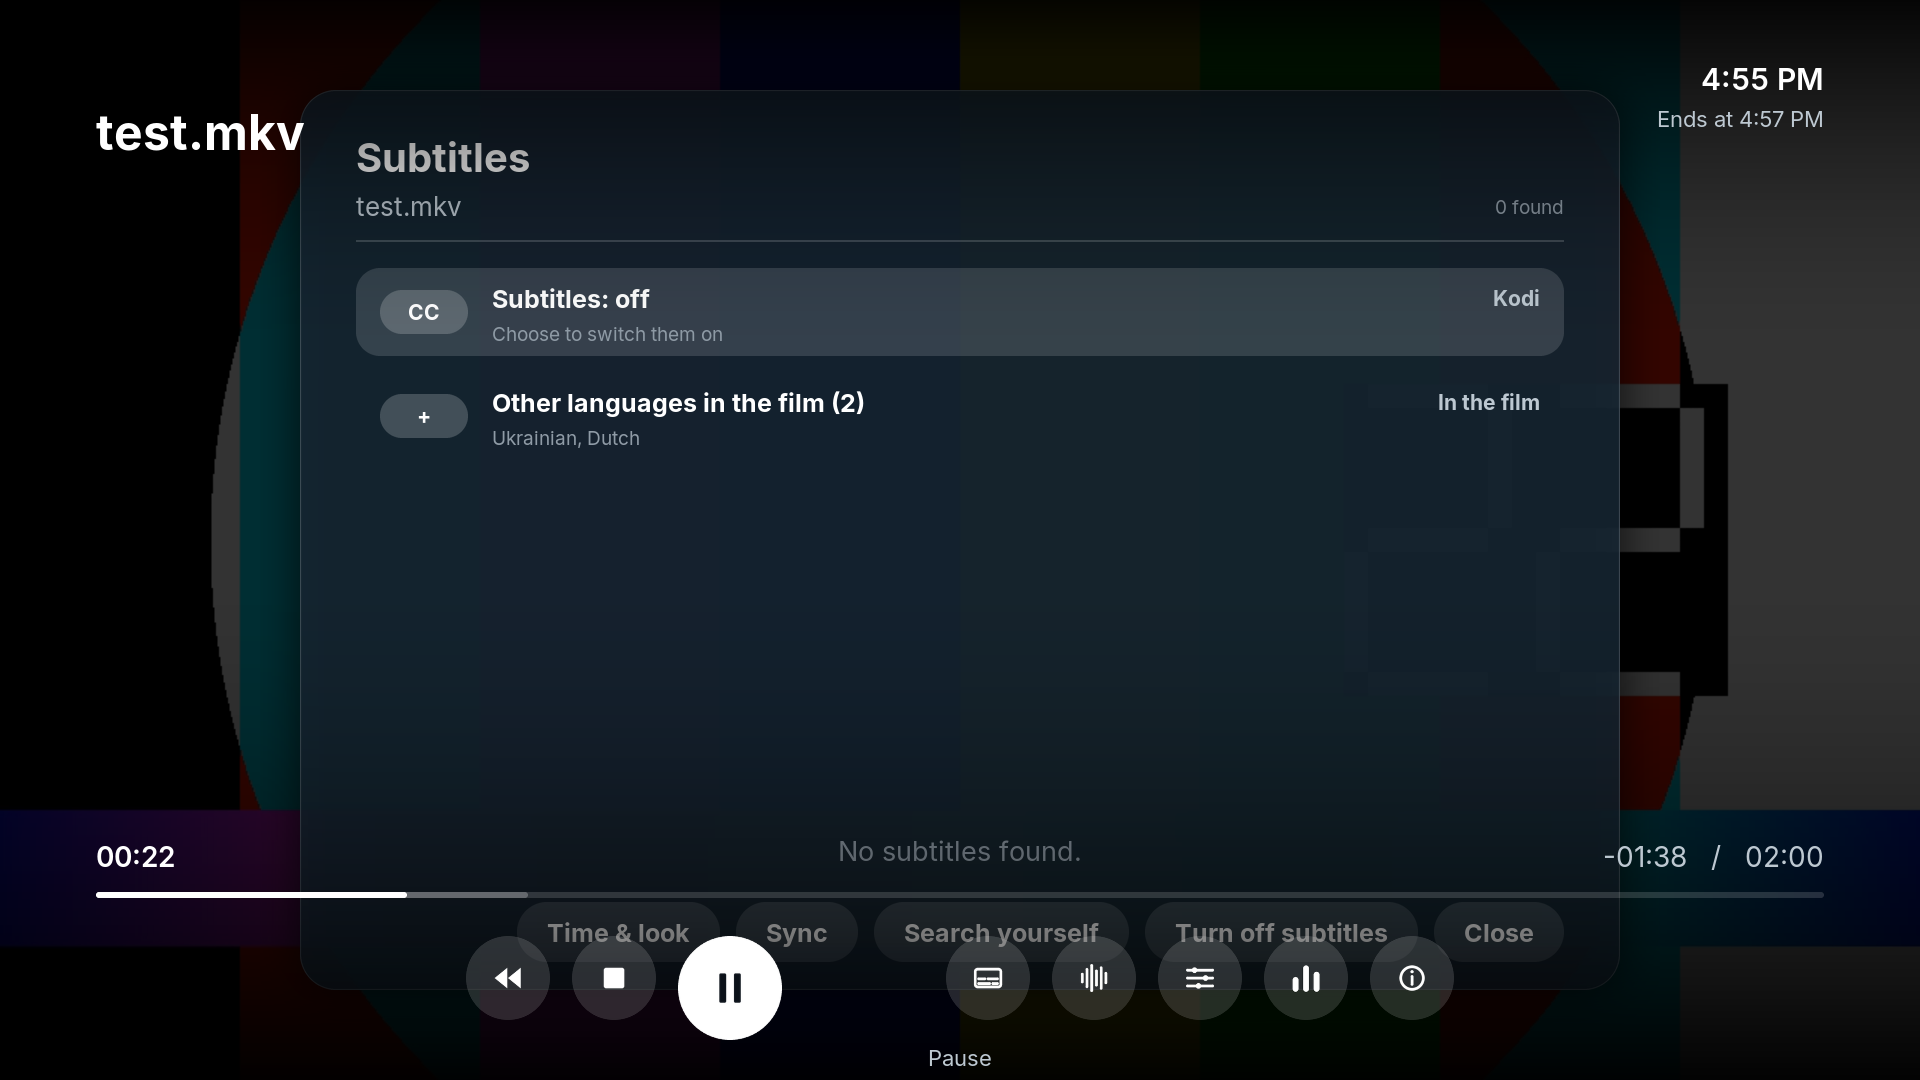 4:55 PM
Ends at 4:57 PM
test.mkv
Subtitles
test.mkv
0 found
CC
Subtitles: off
Kodi
Choose to switch them on
+
Other languages in the film (2)
In the film
Ukrainian, Dutch
No subtitles found.
00:22
-01:38 / 02:00
Time & look
Sync
Search yourself
Turn off subtitles
Close
Pause